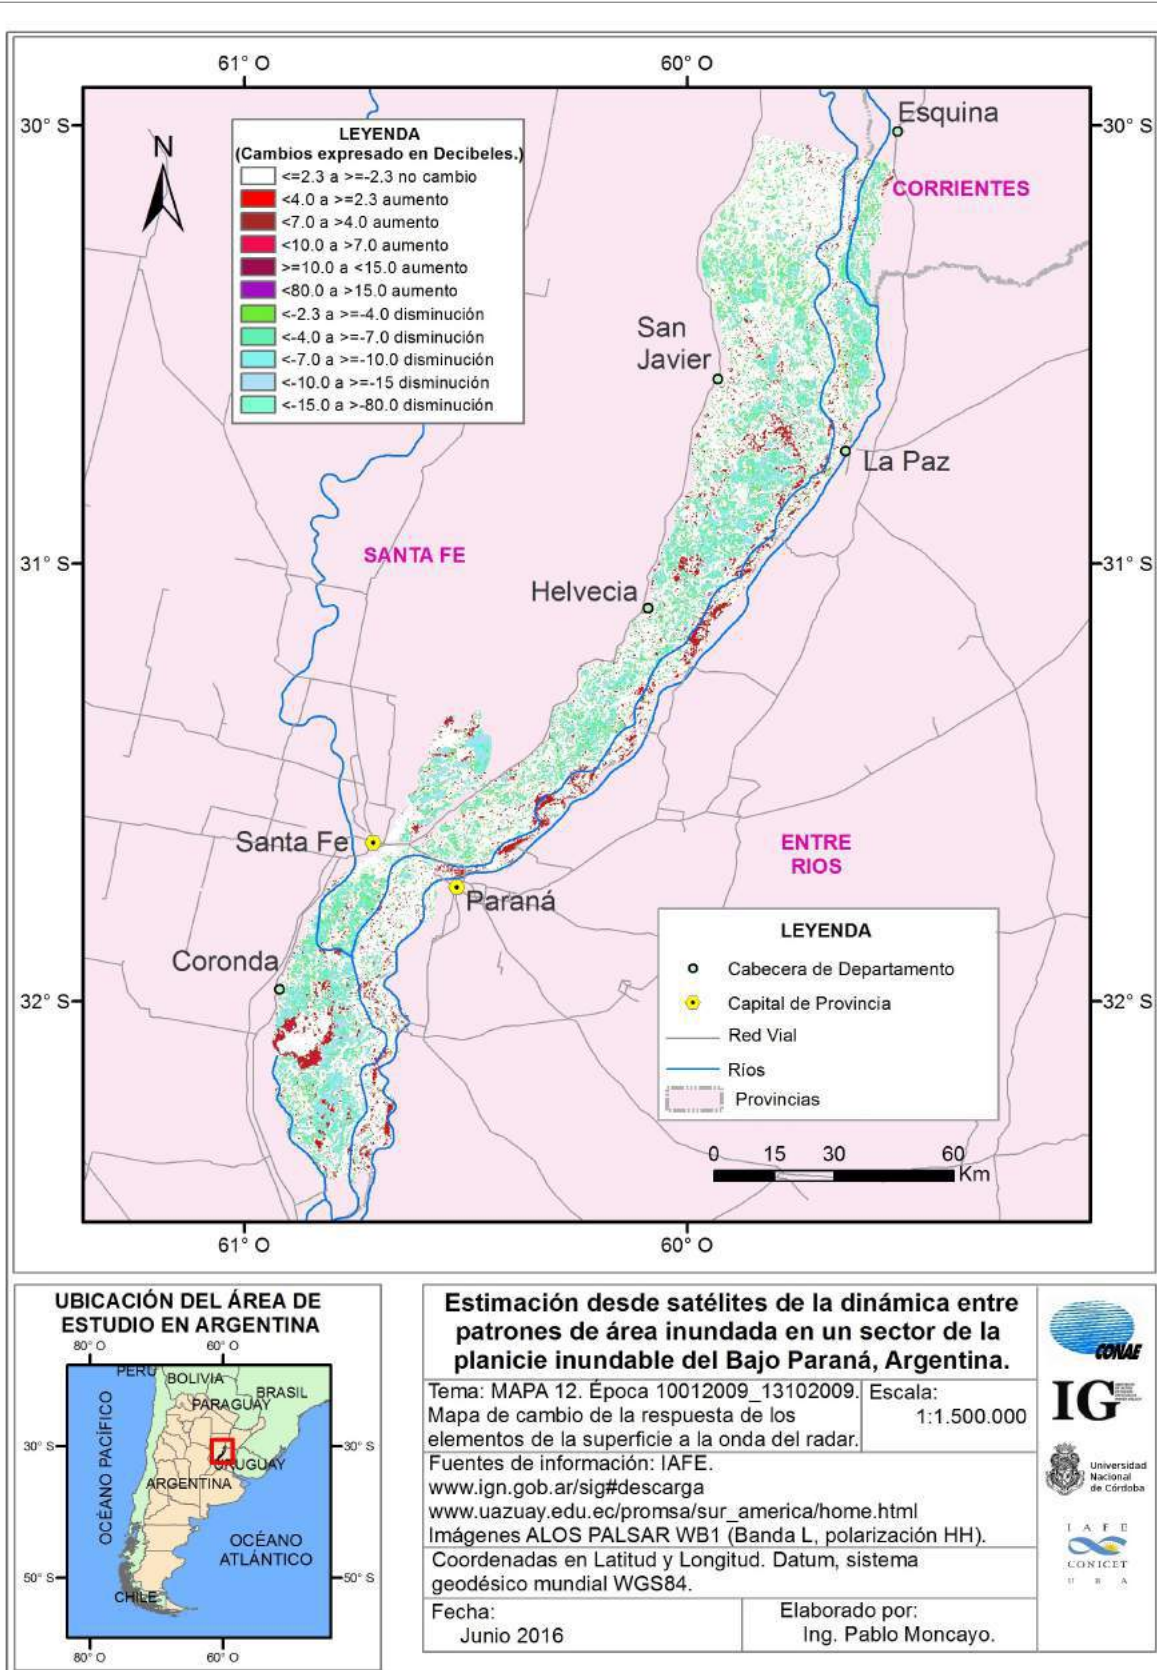 61° O
60° O
30° S
30° S
N
LEYENDA
(Cambios expresado en Decíbeles.)
<=2.3 a >=-2.3 no cambio
<4.0 a >=2.3 aumento
<7.0 a >4.0 aumento
<10.0 a >7.0 aumento
>=10.0 a <15.0 aumento
<80.0 a >15.0 aumento
<-2.3 a >=-4.0 disminución
<-4.0 a >=-7.0 disminución
<-7.0 a >=-10.0 disminución
<-10.0 a >=-15 disminución
<-15.0 a >-80.0 disminución
Esquina
CORRIENTES
San
Javier
La Paz
SANTA FE
31° S
31° S
Helvecia
Santa Fe
ENTRE
RIOS
Paraná
Coronda
32° S
32° S
LEYENDA
Cabecera de Departamento
Capital de Provincia
Red Vial
Ríos
Provincias
0 15 30 60
Km
61° O
60° O
UBICACIÓN DEL ÁREA DE
ESTUDIO EN ARGENTINA
80° O
60° O
PERU
BOLIVIA
BRASIL
PARAGUAY
OCÉANO PACÍFICO
30° S
30° S
URUGUAY
ARGENTINA
OCÉANO
ATLÁNTICO
50° S
50° S
CHILE
80° O
60° O
Estimación desde satélites de la dinámica entre
patrones de área inundada en un sector de la
planicie inundable del Bajo Paraná, Argentina.
Tema: MAPA 12. Época 10012009_13102009.
Mapa de cambio de la respuesta de los
elementos de la superficie a la onda del radar.
Escala:
1:1.500.000
Fuentes de información: IAFE.
www.ign.gob.ar/sig#descarga
www.uazuay.edu.ec/promsa/sur_america/home.html
Imágenes ALOS PALSAR WB1 (Banda L, polarización HH).
Coordenadas en Latitud y Longitud. Datum, sistema
geodésico mundial WGS84.
Fecha:
Junio 2016
Elaborado por:
Ing. Pablo Moncayo.
CONAE
IG
Universidad
Nacional
de Córdoba
IAFE
CONICET
UBA